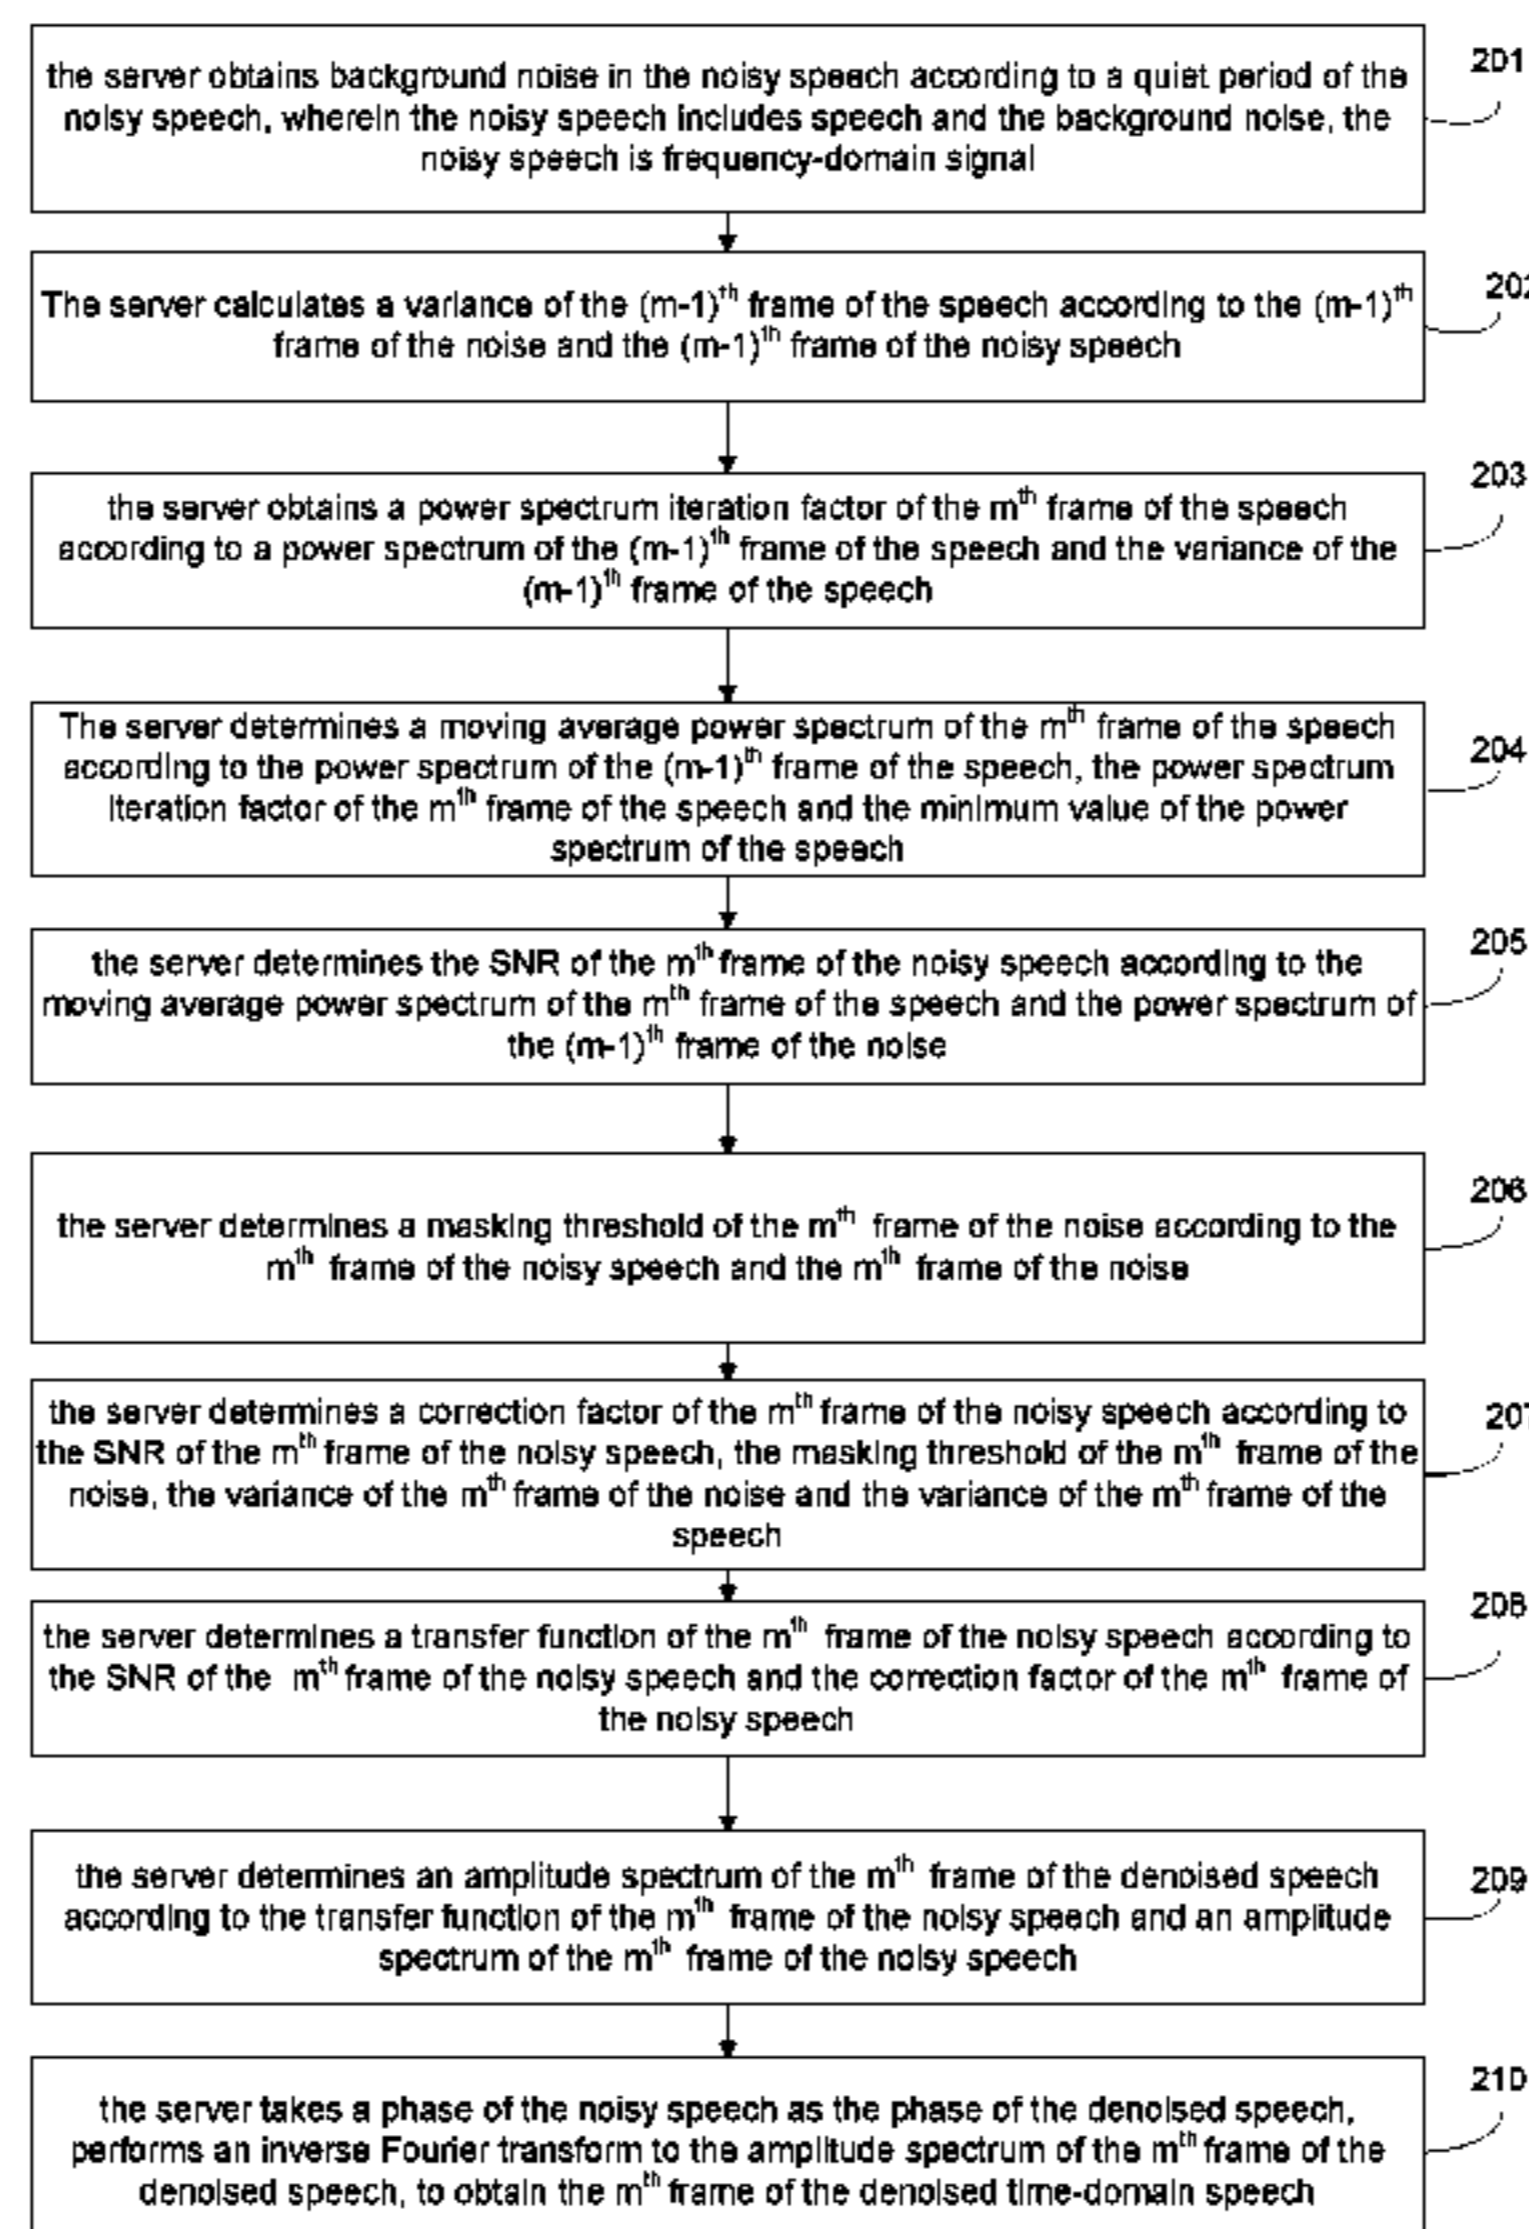 the server obtains background noise in the noisy speech according to a quiet period of the
noisy speech, wherein the noisy speech includes speech and the background noise, the
noisy speech is frequency-domain signal
201
The server calculates a variance of the (m-1)th frame of the speech according to the (m-1)th
frame of the noise and the (m-1)th frame of the noisy speech
202
the server obtains a power spectrum iteration factor of the mth frame of the speech
according to a power spectrum of the (m-1)th frame of the speech and the variance of the
(m-1)th frame of the speech
203
The server determines a moving average power spectrum of the mth frame of the speech
according to the power spectrum of the (m-1)th frame of the speech, the power spectrum
iteration factor of the mth frame of the speech and the minimum value of the power
spectrum of the speech
204
the server determines the SNR of the mth frame of the noisy speech according to the
moving average power spectrum of the mth frame of the speech and the power spectrum of
the (m-1)th frame of the noise
205
the server determines a masking threshold of the mth frame of the noise according to the
mth frame of the noisy speech and the mth frame of the noise
206
the server determines a correction factor of the mth frame of the noisy speech according to
the SNR of the mth frame of the noisy speech, the masking threshold of the mth frame of the
noise, the variance of the mth frame of the noise and the variance of the mth frame of the
speech
207
the server determines a transfer function of the mth frame of the noisy speech according to
the SNR of the mth frame of the noisy speech and the correction factor of the mth frame of
the noisy speech
208
the server determines an amplitude spectrum of the mth frame of the denoised speech
according to the transfer function of the mth frame of the noisy speech and an amplitude
spectrum of the mth frame of the noisy speech
209
the server takes a phase of the noisy speech as the phase of the denoised speech,
performs an inverse Fourier transform to the amplitude spectrum of the mth frame of the
denoised speech, to obtain the mth frame of the denoised time-domain speech
210